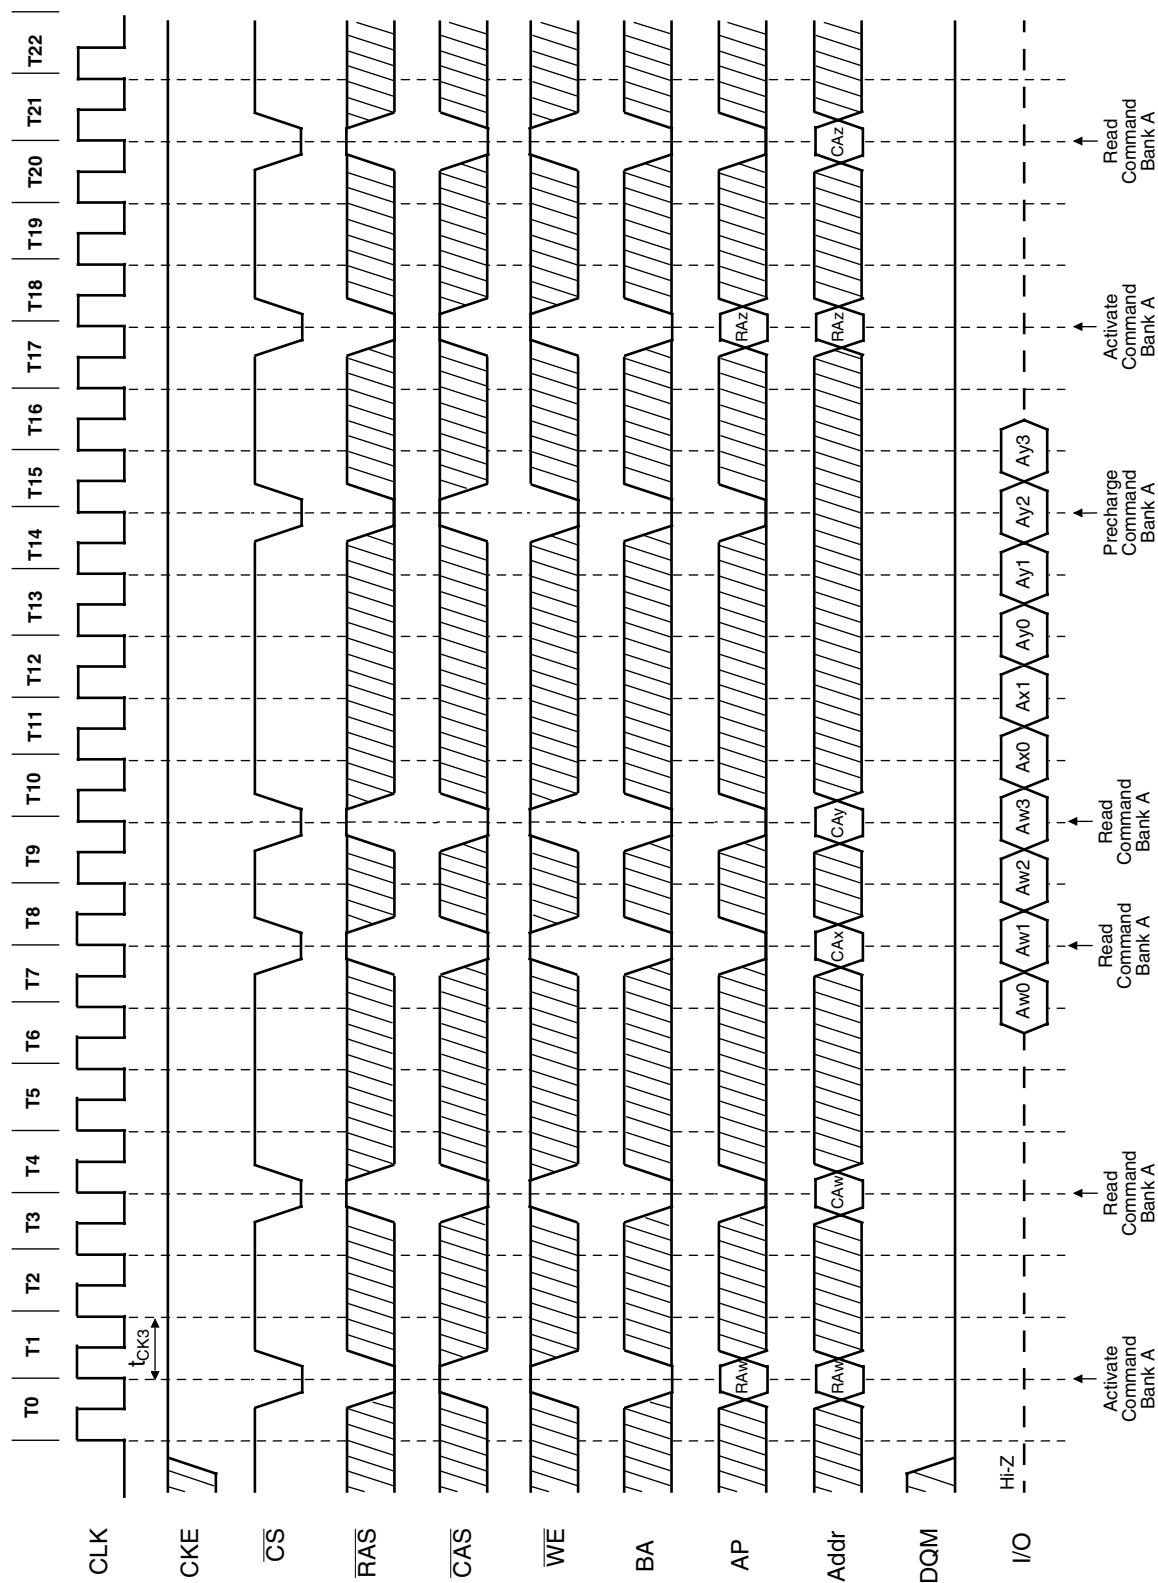 T0 T1 T2 T3 T4 T5 T6 T7 T8 T9 T10 T11 T12 T13 T14 T15 T16 T17 T18 T19 T20 T21 T22
CLK
tCK3
CKE
CS
RAS
CAS
WE
BA
AP RAw RAz
Addr RAw CAw CAx CAy RAz CAz
DQM
I/O Hi-Z Aw0 Aw1 Aw2 Aw3 Ax0 Ax1 Ay0 Ay1 Ay2 Ay3
Activate
Command
Bank A
Read
Command
Bank A
Read
Command
Bank A
Read
Command
Bank A
Precharge
Command
Bank A
Activate
Command
Bank A
Read
Command
Bank A